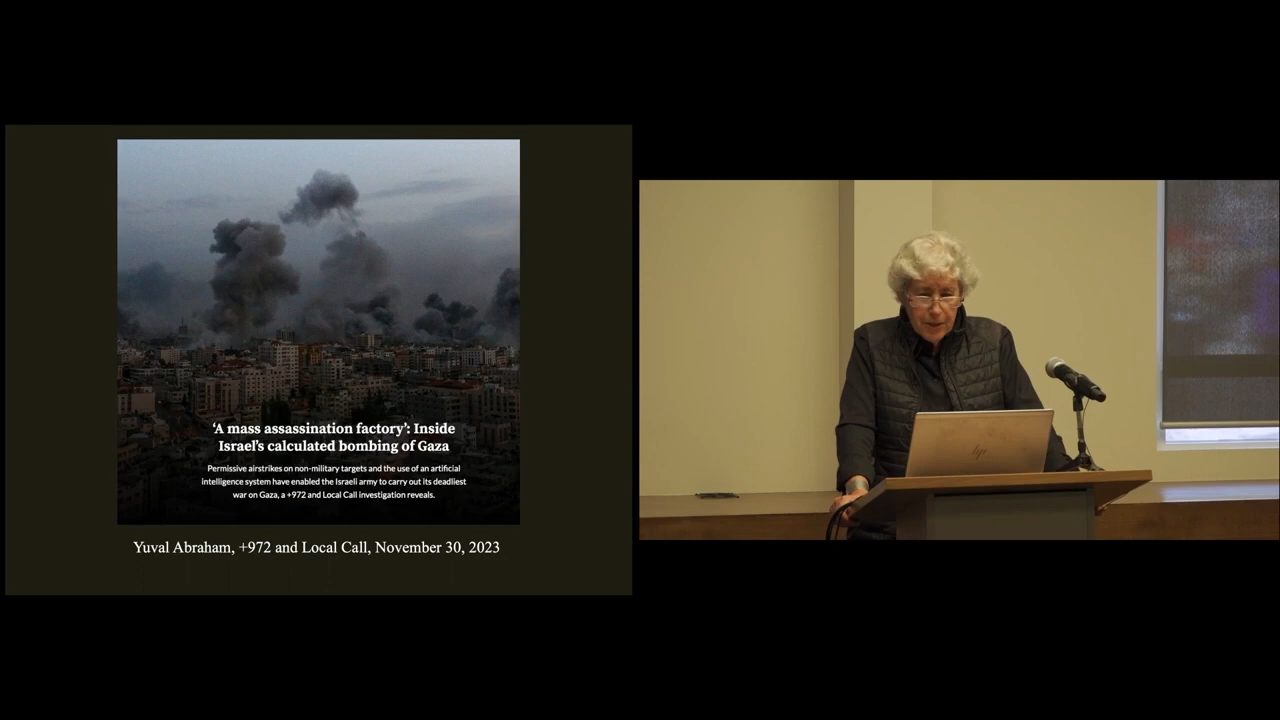 ‘A mass assassination factory’: Inside
Israel’s calculated bombing of Gaza
Permissive airstrikes on non-military targets and the use of an artificial
intelligence system have enabled the Israeli army to carry out its deadliest
war on Gaza, a +972 and Local Call investigation reveals.
Yuval Abraham, +972 and Local Call, November 30, 2023
hp